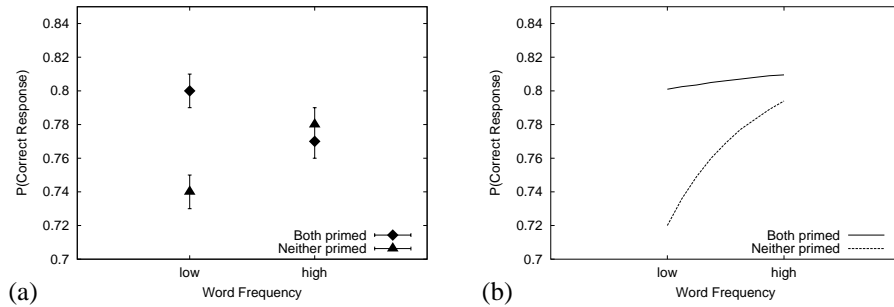 0.84
0.82
0.8
0.78
0.76
0.74
0.72
0.7
P(Correct Response)
Both primed
Neither primed
low high
Word Frequency
(a)
0.84
0.82
0.8
0.78
0.76
0.74
0.72
0.7
P(Correct Response)
Both primed
Neither primed
low high
Word Frequency
(b)